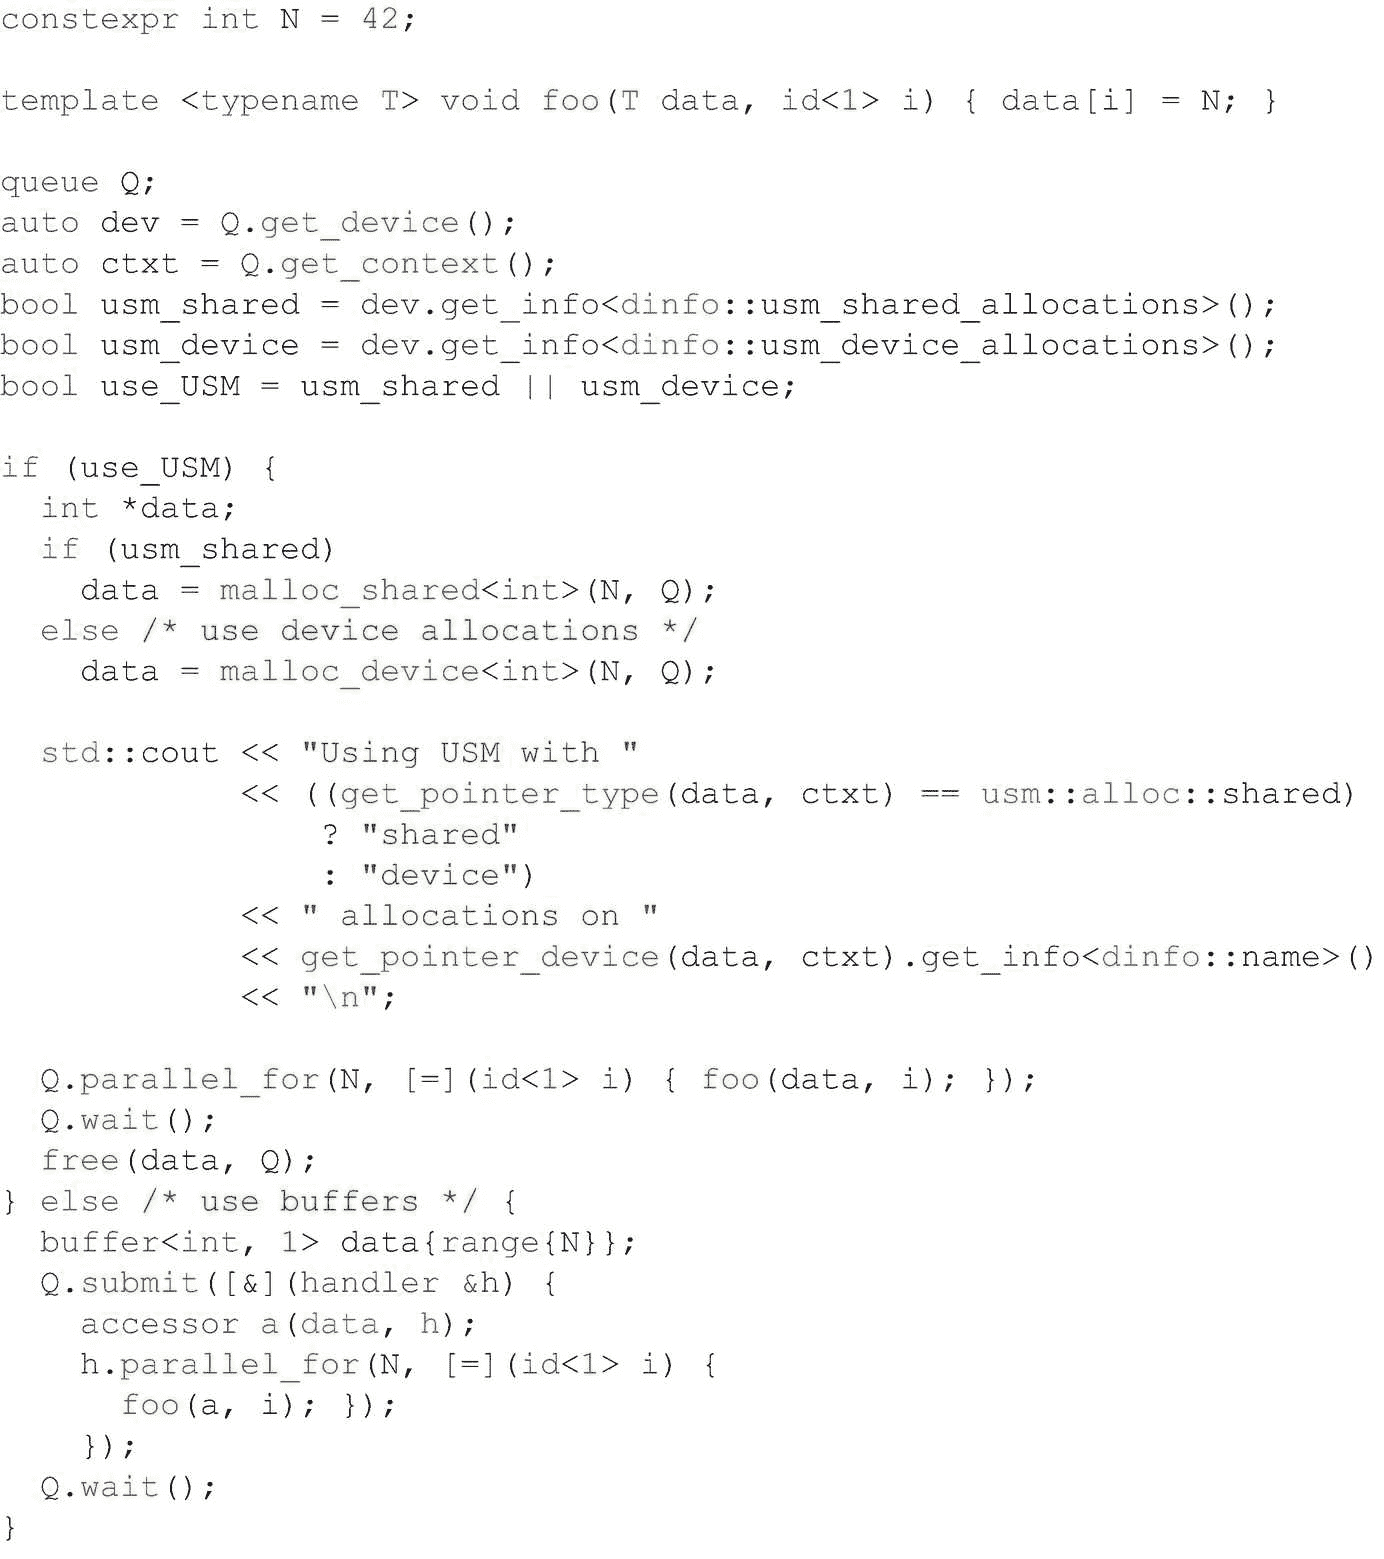 constexpr int N = 42;

template <typename T> void foo(T data, id<1> i) { data[i] = N; }

queue Q;
auto dev = Q.get_device();
auto ctxt = Q.get_context();
bool usm_shared = dev.get_info<dinfo::usm_shared_allocations>();
bool usm_device = dev.get_info<dinfo::usm_device_allocations>();
bool use_USM = usm_shared || usm_device;

if (use_USM) {
  int *data;
  if (usm_shared)
    data = malloc_shared<int>(N, Q);
  else /* use device allocations */
    data = malloc_device<int>(N, Q);

  std::cout << "Using USM with "
            << ((get_pointer_type(data, ctxt) == usm::alloc::shared)
                ? "shared"
                : "device")
            << " allocations on "
            << get_pointer_device(data, ctxt).get_info<dinfo::name>()
            << "\n";

  Q.parallel_for(N, [=](id<1> i) { foo(data, i); });
  Q.wait();
  free(data, Q);
} else /* use buffers */ {
  buffer<int, 1> data{range{N}};
  Q.submit([&](handler &h) {
    accessor a(data, h);
    h.parallel_for(N, [=](id<1> i) {
      foo(a, i); });
    });
  Q.wait();
}